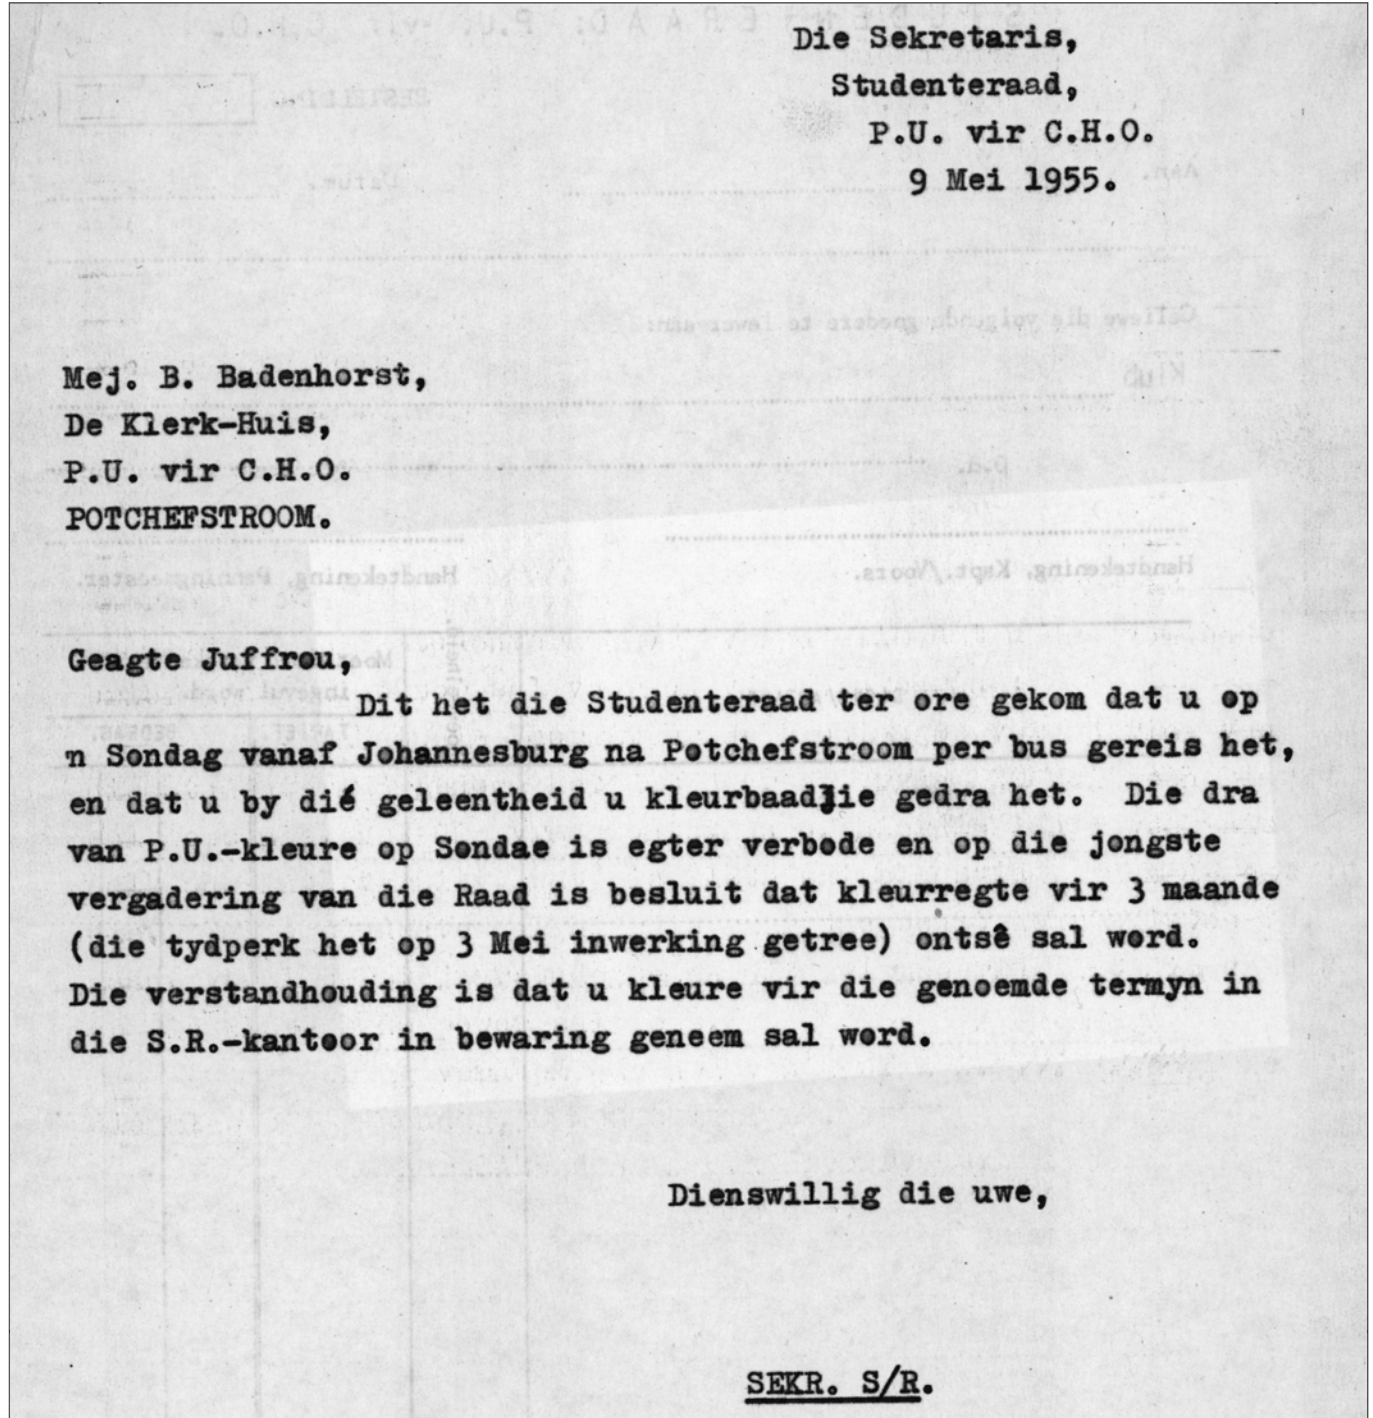 Die Sekretaris,
Studenteraad,
P.U. vir C.H.O.
9 Mei 1955.
Mej. B. Badenhorst,
De Klerk-Huis,
P.U. vir C.H.O.
POTCHEFSTROOM.
Geagte Juffrou,
Dit het die Studenteraad ter ore gekom dat u op
'n Sondag vanaf Johannesburg na Potchefstroom per bus gereis het,
en dat u by dié geleentheid u kleurbaadjie gedra het. Die dra
van P.U.-kleure op Sondae is egter verbode en op die jongste
vergadering van die Raad is besluit dat kleurregte vir 3 maande
(die tydperk het op 3 Mei inwerking getree) ontsê sal word.
Die verstandhouding is dat u kleure vir die genoemde termyn in
die S.R.-kantoor in bewaring geneem sal word.
Dienswillig die uwe,
SEKR. S/R.